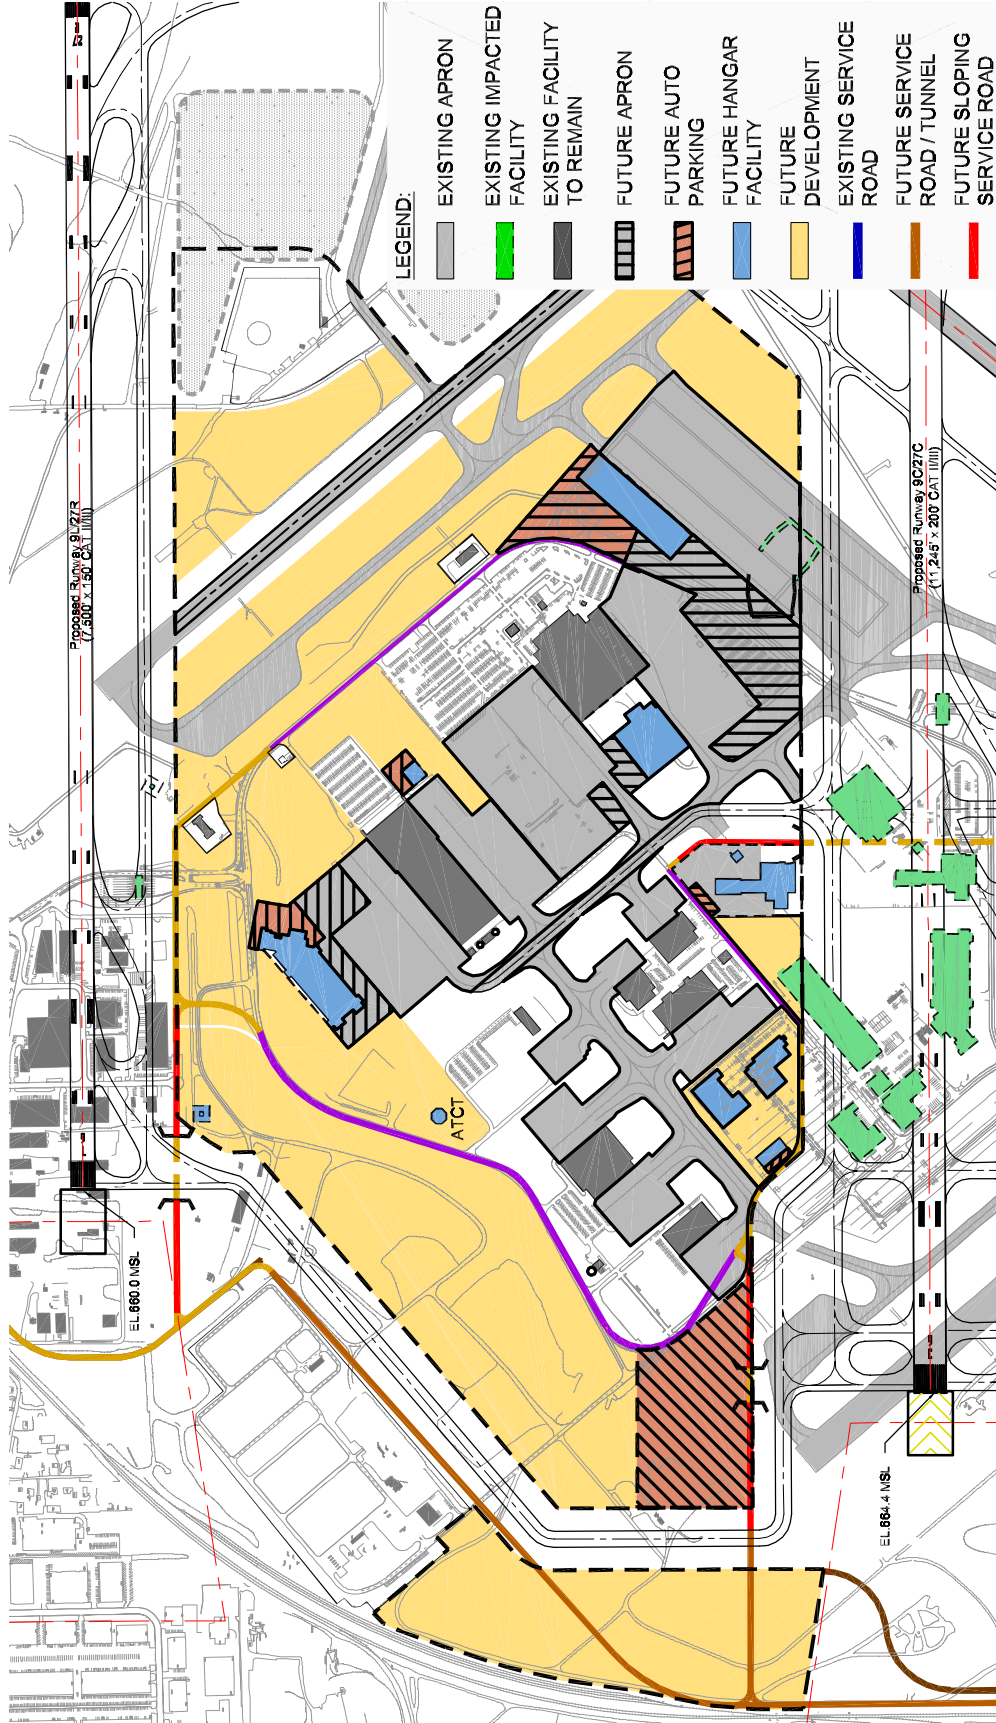 Proposed Runway 9L/27R
(7,500' x 150' CAT II/III)
LEGEND:
EXISTING APRON
EXISTING IMPACTED
FACILITY
EXISTING FACILITY
TO REMAIN
FUTURE APRON
FUTURE AUTO
PARKING
FUTURE HANGAR
FACILITY
FUTURE
DEVELOPMENT
EXISTING SERVICE
ROAD
FUTURE SERVICE
ROAD / TUNNEL
FUTURE SLOPING
SERVICE ROAD
Proposed Runway 9C/27C
(11,245' x 200' CAT II/III)
ATCT
EL.660.0 MSL
EL.664.4 MSL